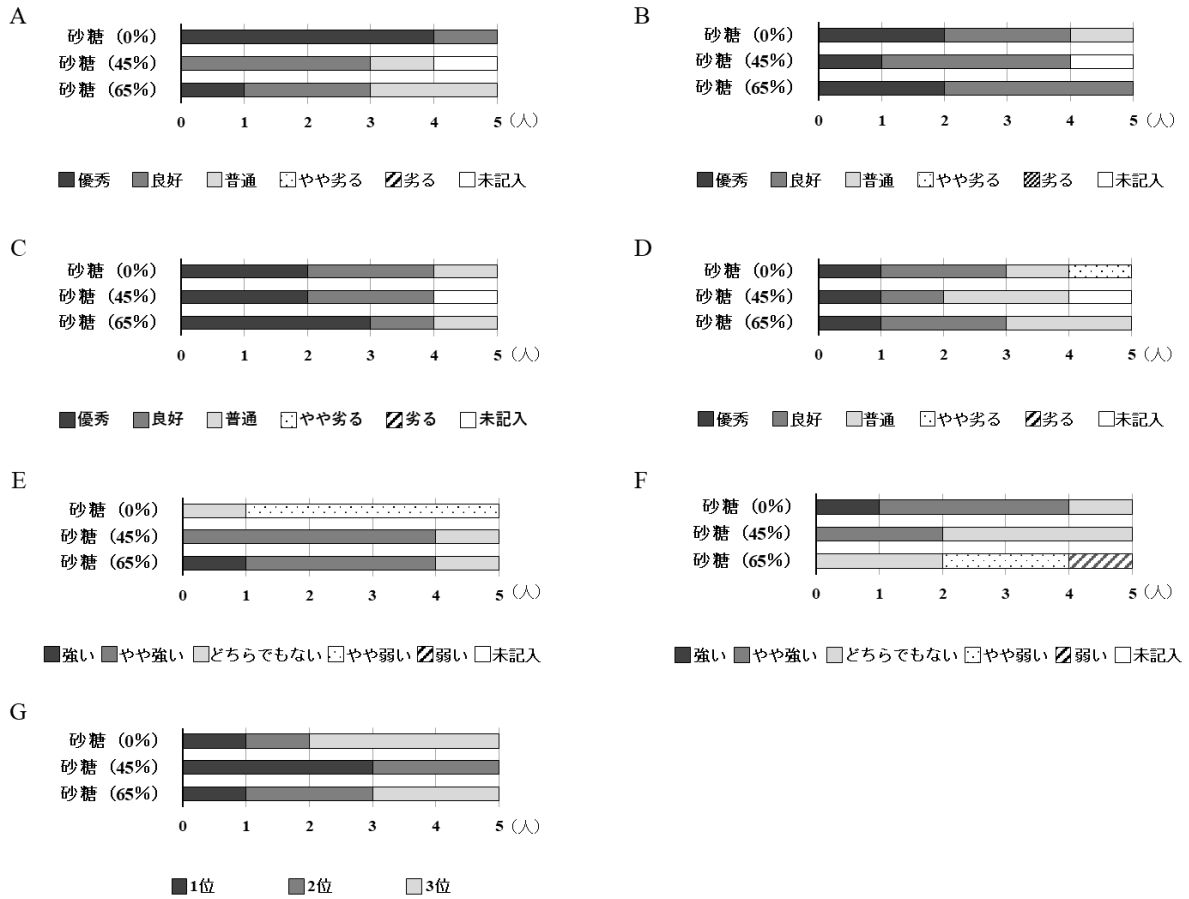 A
砂糖（0%）
砂糖（45%）
砂糖（65%）
0 1 2 3 4 5（人）
優秀 良好 普通 やや劣る 劣る 未記入
B
砂糖（0%）
砂糖（45%）
砂糖（65%）
0 1 2 3 4 5（人）
優秀 良好 普通 やや劣る 劣る 未記入
C
砂糖（0%）
砂糖（45%）
砂糖（65%）
0 1 2 3 4 5（人）
優秀 良好 普通 やや劣る 劣る 未記入
D
砂糖（0%）
砂糖（45%）
砂糖（65%）
0 1 2 3 4 5（人）
優秀 良好 普通 やや劣る 劣る 未記入
E
砂糖（0%）
砂糖（45%）
砂糖（65%）
0 1 2 3 4 5（人）
強い やや強い どちらでもない やや弱い 弱い 未記入
F
砂糖（0%）
砂糖（45%）
砂糖（65%）
0 1 2 3 4 5（人）
強い やや強い どちらでもない やや弱い 弱い 未記入
G
砂糖（0%）
砂糖（45%）
砂糖（65%）
0 1 2 3 4 5（人）
1位 2位 3位